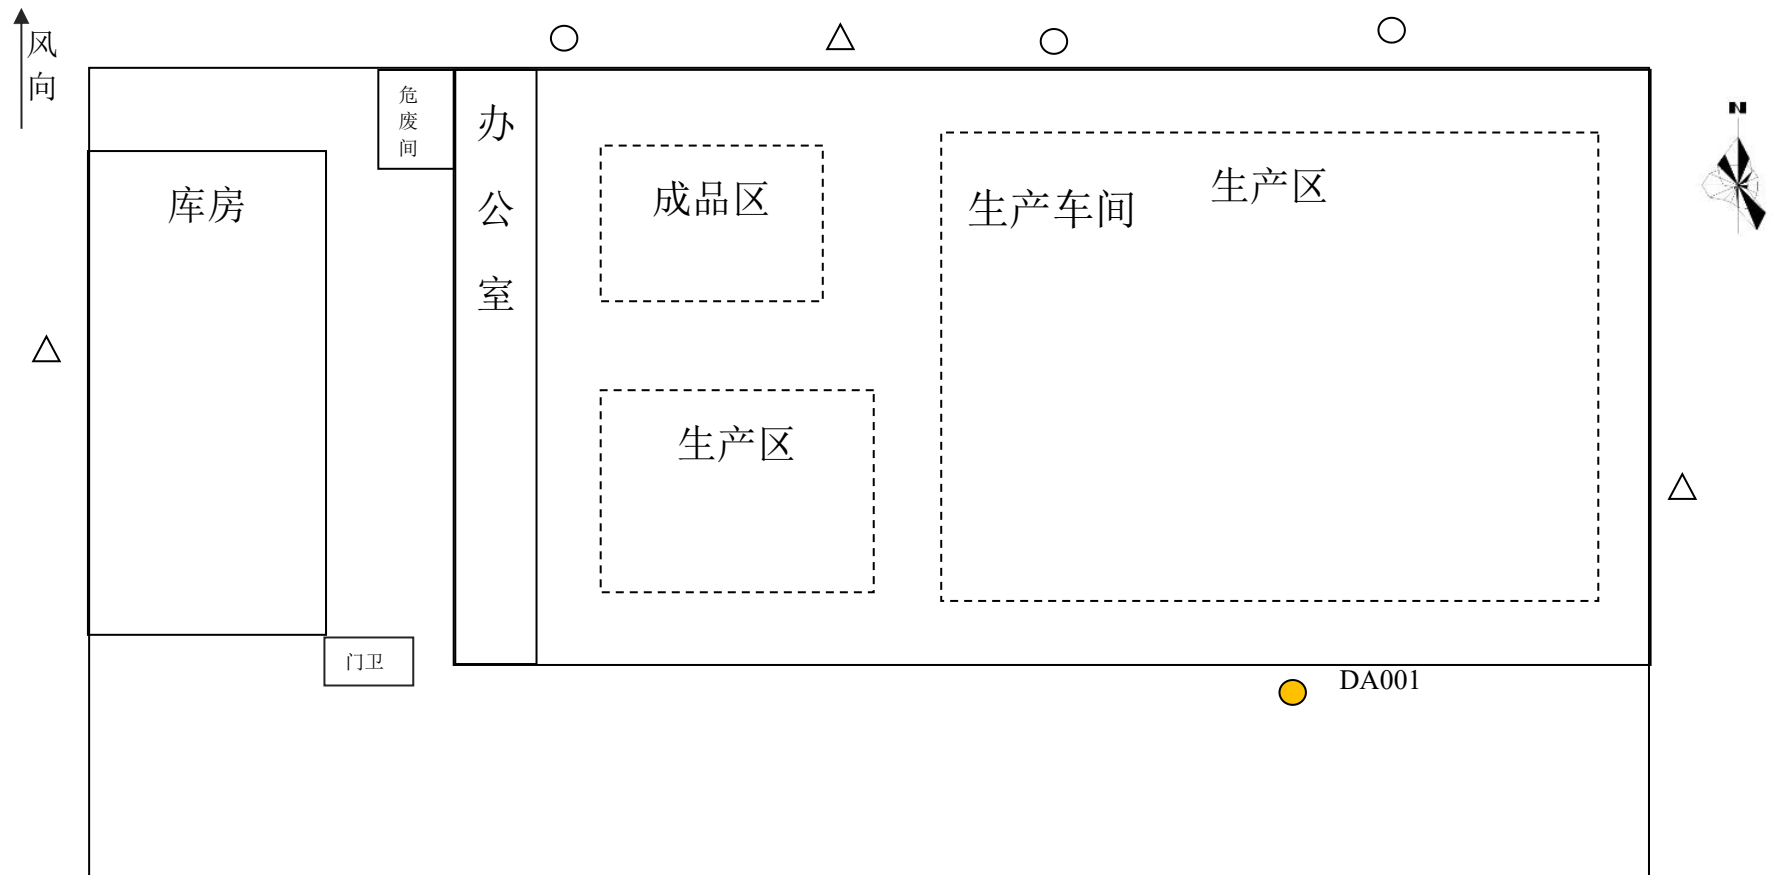 风
向
N
危
废
间
办
公
室
库房
成品区
生产车间
生产区
生产区
门卫
DA001